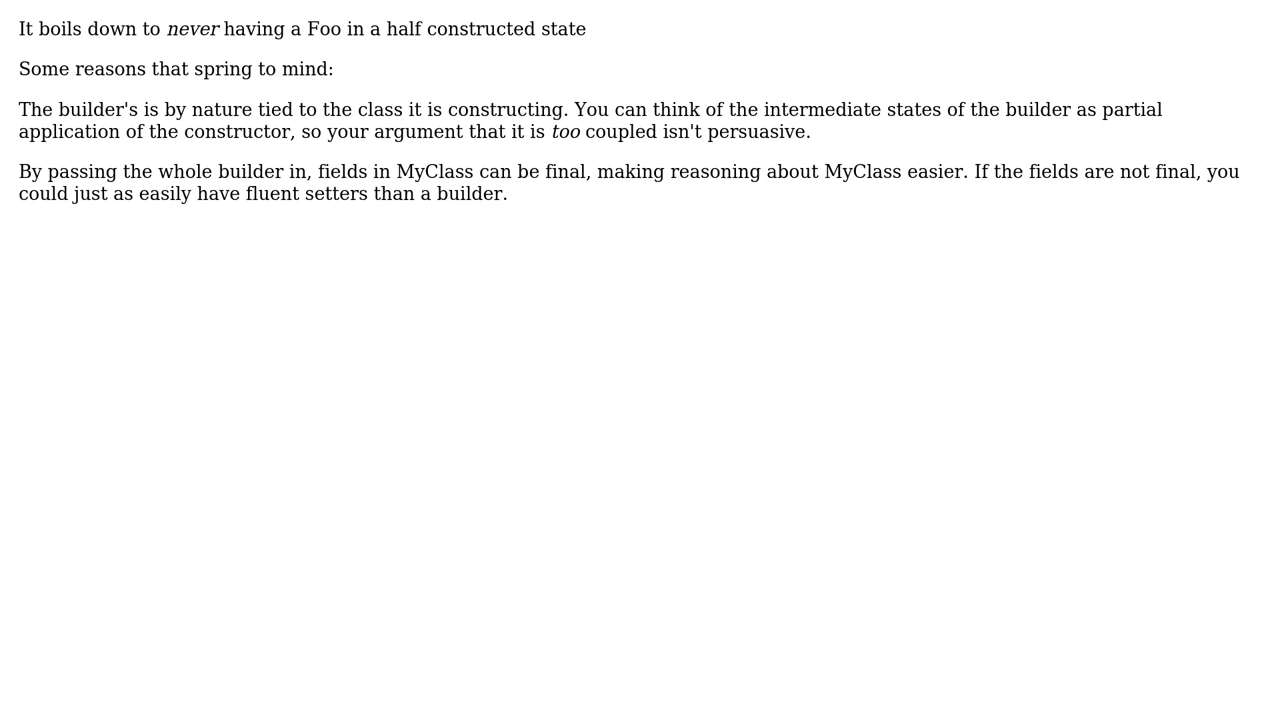 It boils down to never having a Foo in a half constructed state
Some reasons that spring to mind:
The builder's is by nature tied to the class it is constructing. You can think of the intermediate states of the builder as partial
application of the constructor, so your argument that it is too coupled isn't persuasive.
By passing the whole builder in, fields in MyClass can be final, making reasoning about MyClass easier. If the fields are not final, you
could just as easily have fluent setters than a builder.